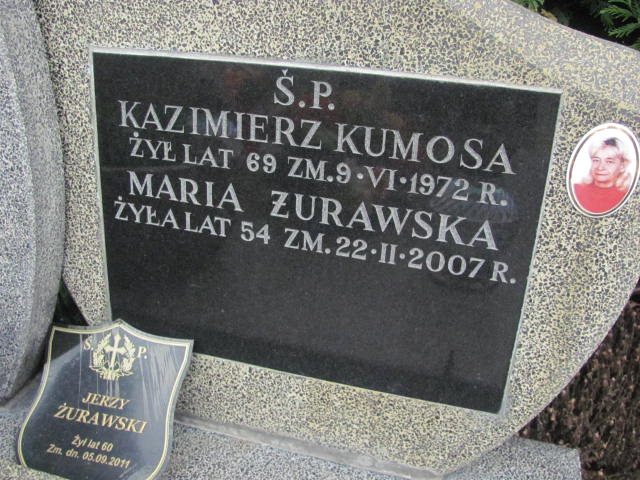 Ś.P.
KAZIMIERZ KUMOSA
ŻYŁ LAT 69 ZM. 9·VI·1972 R.
MARIA ŻURAWSKA
ŻYŁA LAT 54 ZM. 22·II·2007 R.
Ś. P.
JERZY
ŻURAWSKI
Żył lat 60
Zm. dn. 05.09.2011